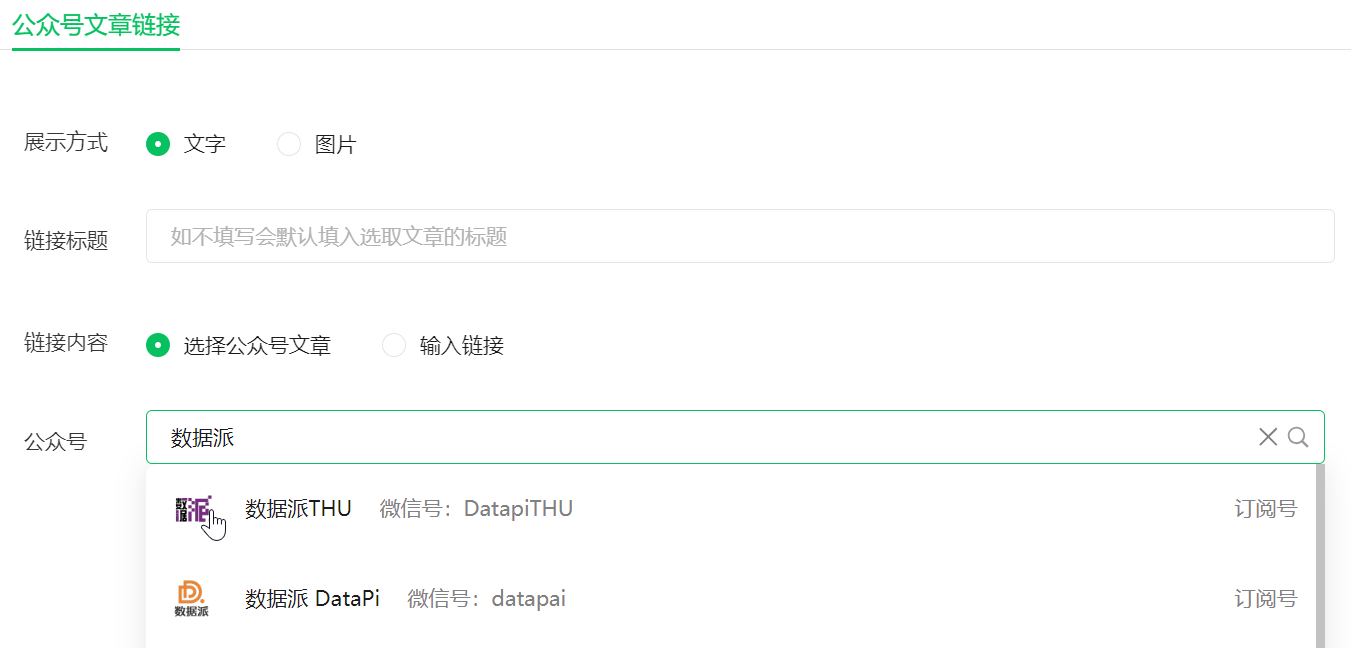 公众号文章链接
展示方式 文字 图片
链接标题 如不填写会默认填入选取文章的标题
链接内容 选择公众号文章 输入链接
公众号 数据派
数据派 数据派THU 微信号：DatapiTHU 订阅号
数据派 数据派 DataPi 微信号：datapai 订阅号